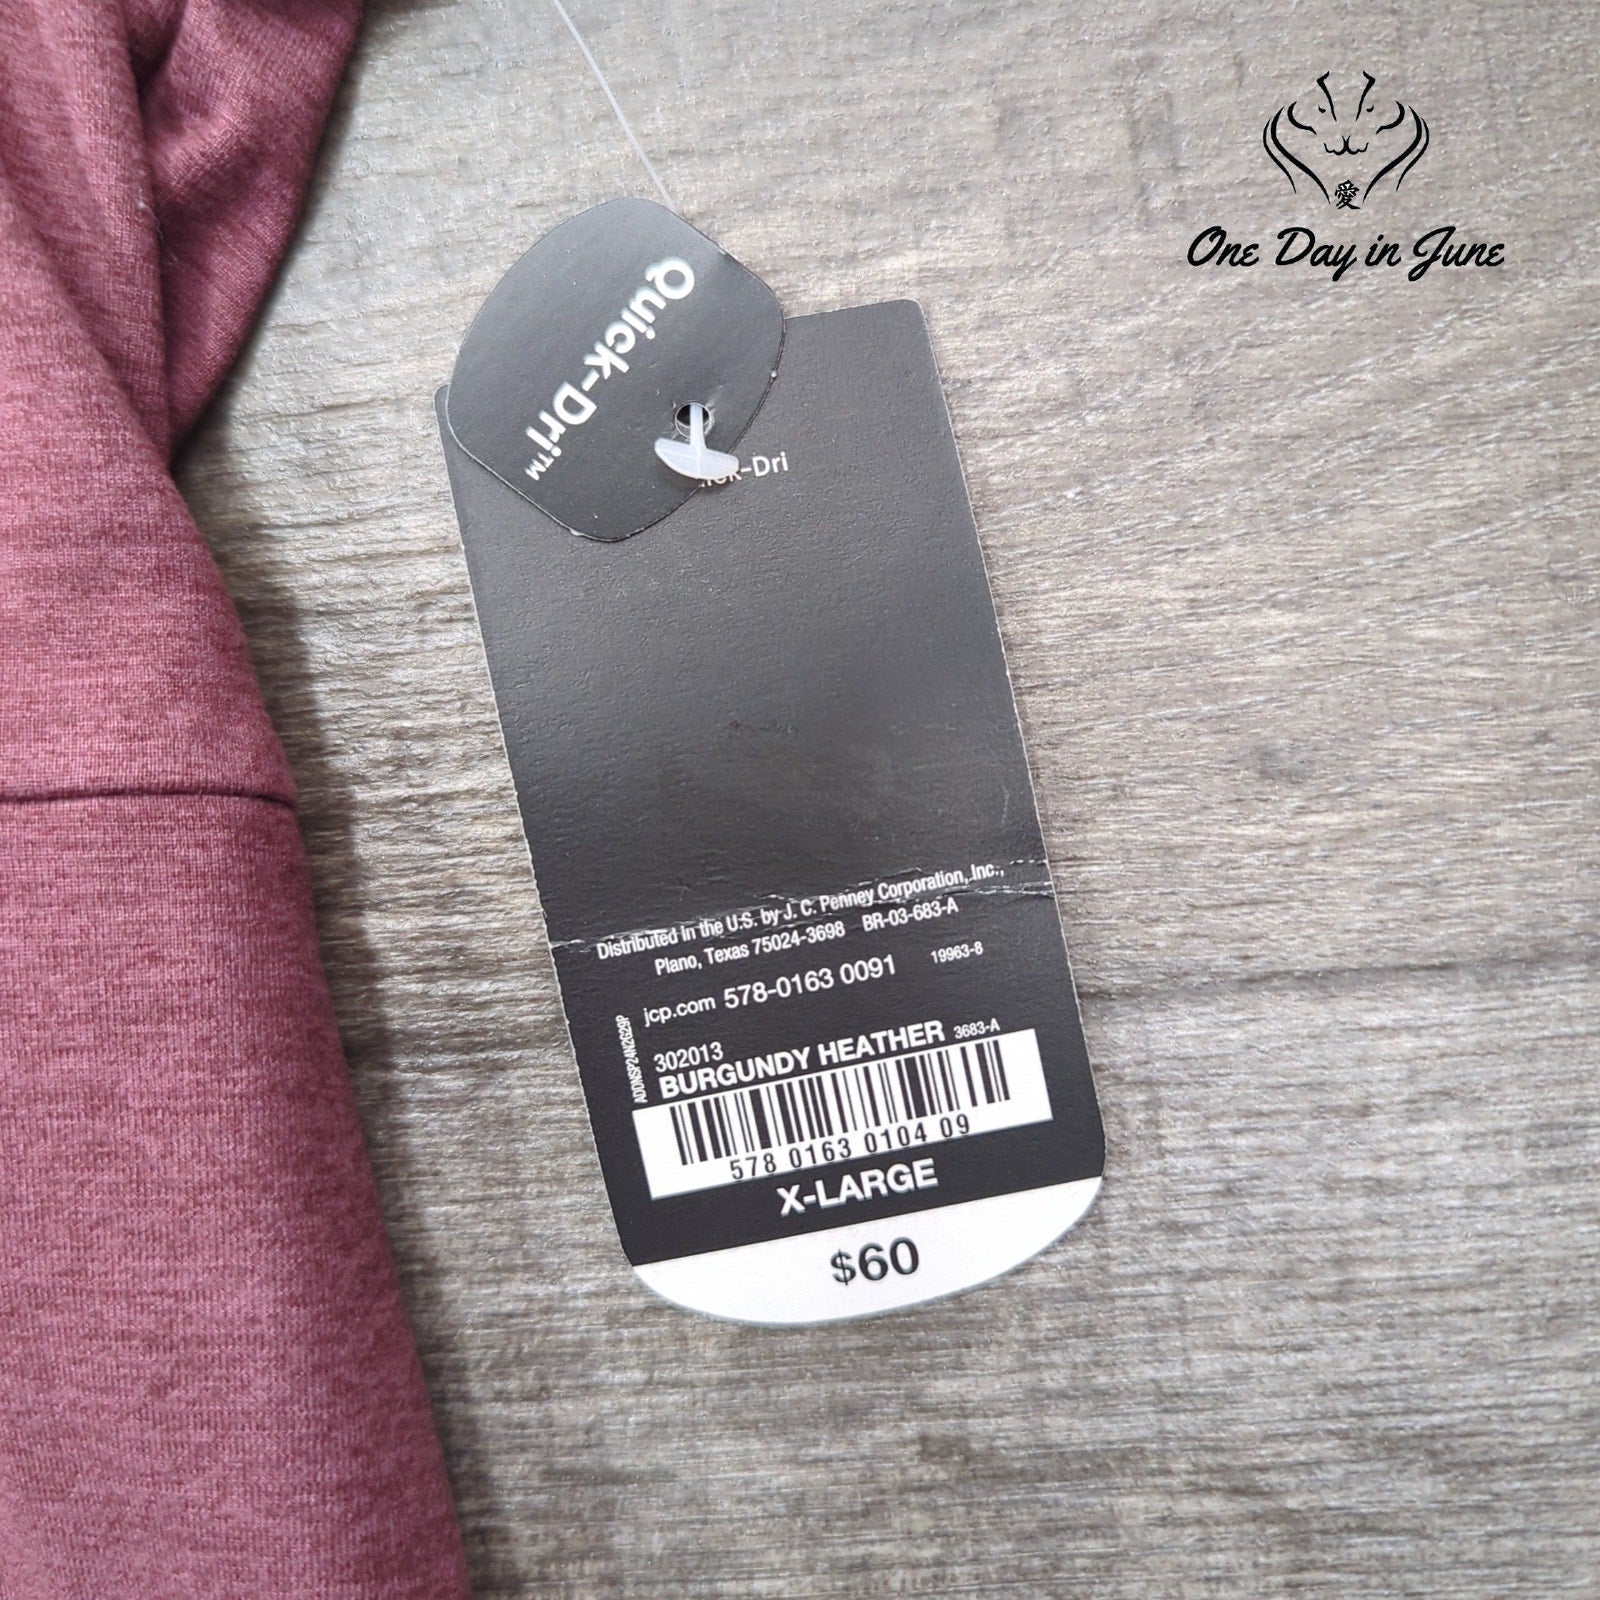 愛
One Day in June
Quick-Dri™
-Dri
Distributed in the U.S. by J. C. Penney Corporation, Inc.,
Plano, Texas 75024-3698 BR-03-683-A
jcp.com 578-0163 0091 19963-8
ADDNSP24N2G29P
302013
BURGUNDY HEATHER 3683-A
578 0163 0104 09
X-LARGE
$60